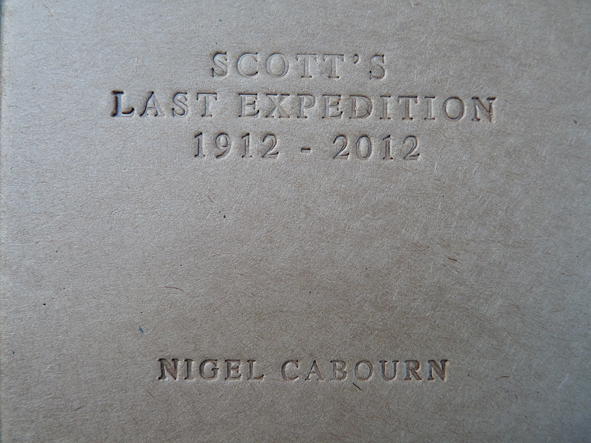 SCOTT'S
LAST EXPEDITION
1912 - 2012
NIGEL CABOURN